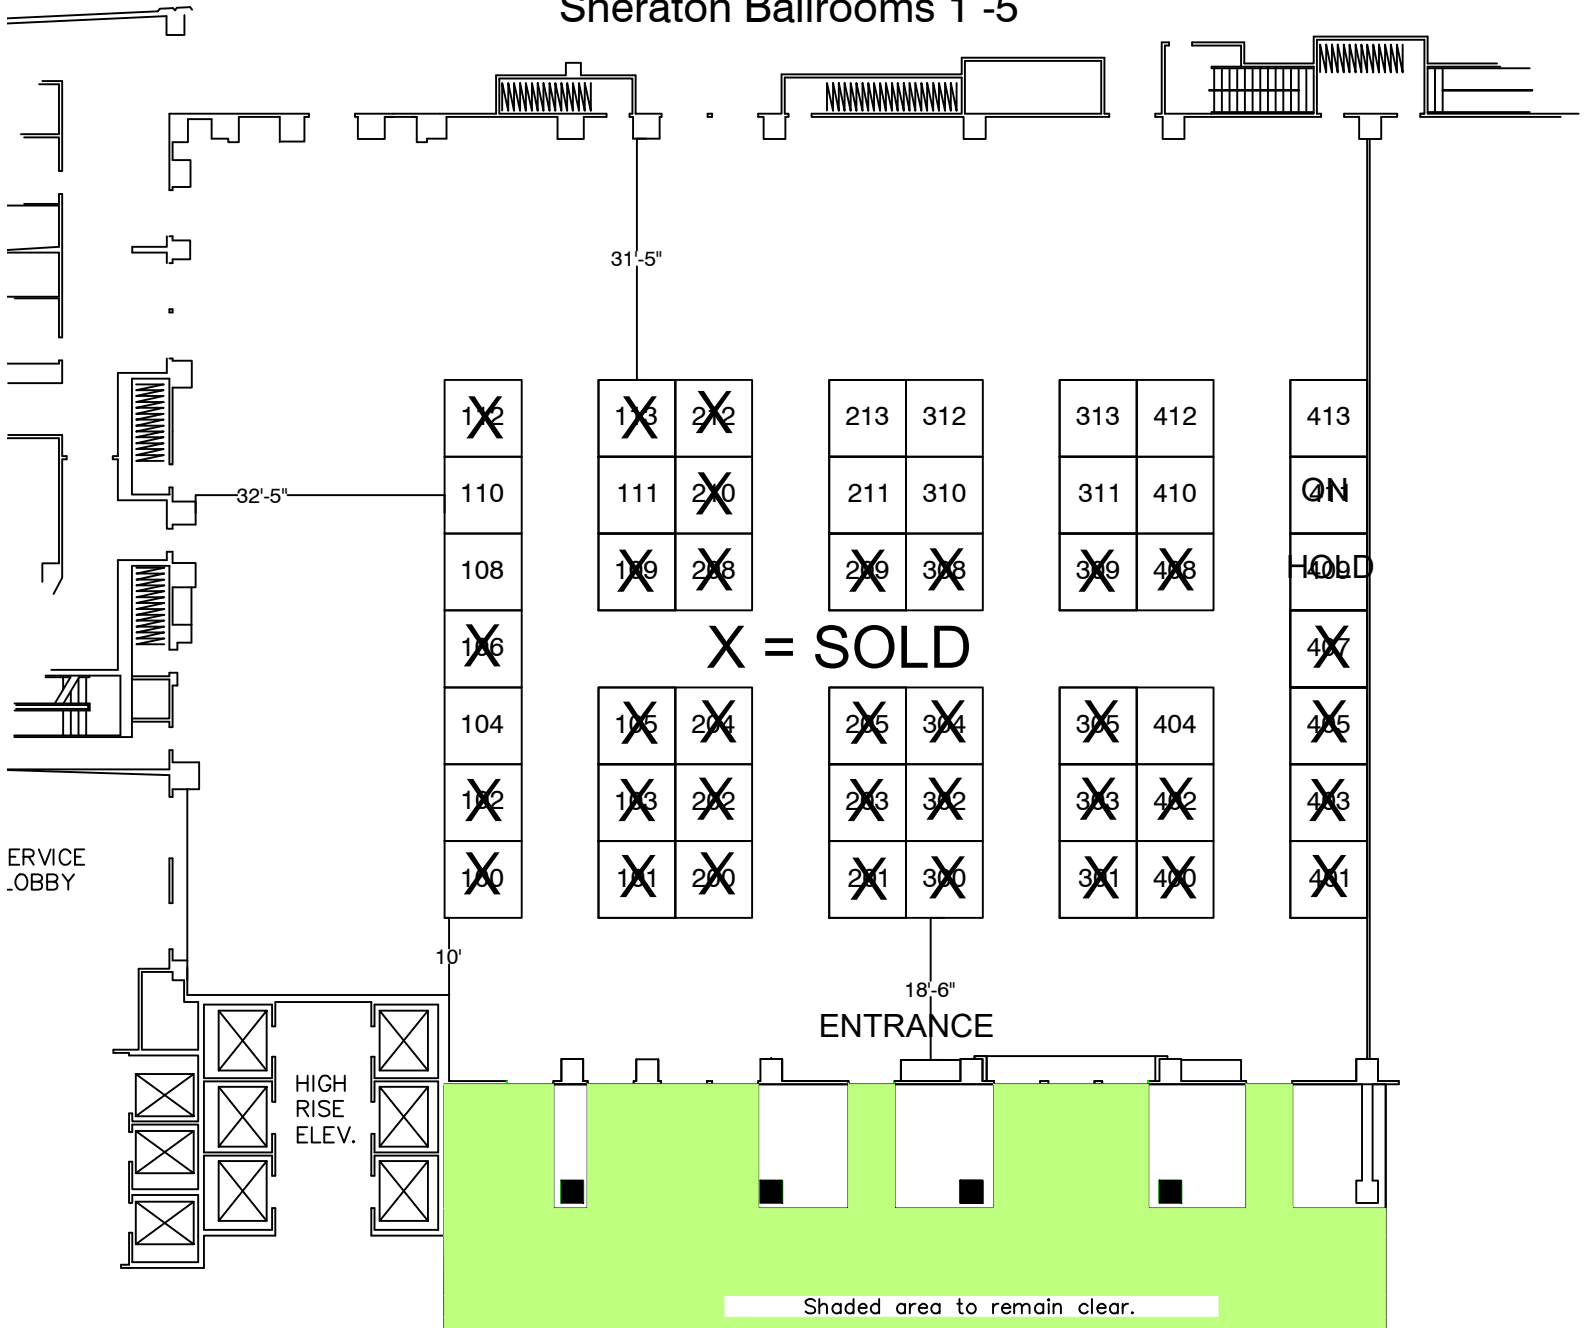 Sheraton Ballrooms 1 -5
31'-5"
112 113 212 213 312 313 412 413
32'-5" 110 111 210 211 310 311 410 411
ON
108 109 208 209 308 309 408 409
HOLD
X = SOLD
106 407
104 105 204 205 304 305 404 405
102 103 202 203 302 303 402 403
ERVICE
LOBBY
100 101 200 201 300 301 400 401
10'
18'-6"
ENTRANCE
HIGH
RISE
ELEV.
Shaded area to remain clear.